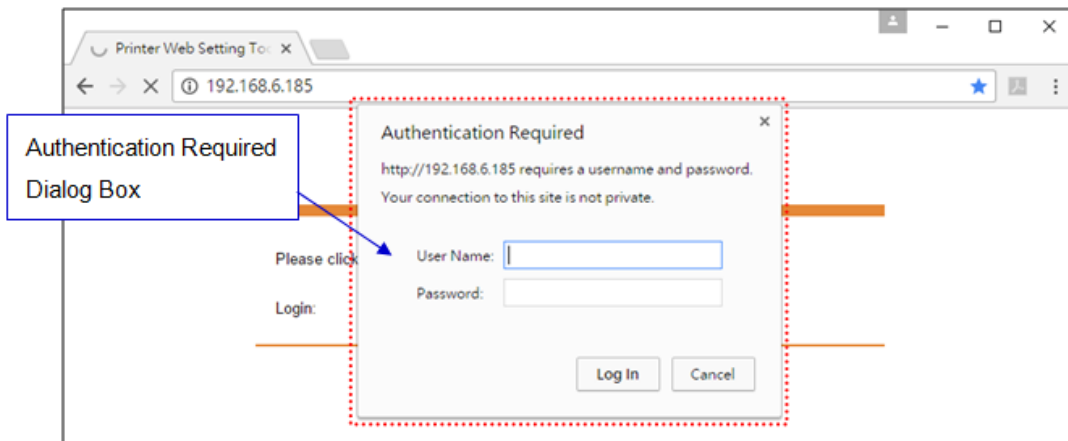 Printer Web Setting Too
192.168.6.185
Authentication Required
Dialog Box
Authentication Required
http://192.168.6.185 requires a username and password.
Your connection to this site is not private.
User Name:
Password:
Log In
Cancel
Please click
Login: